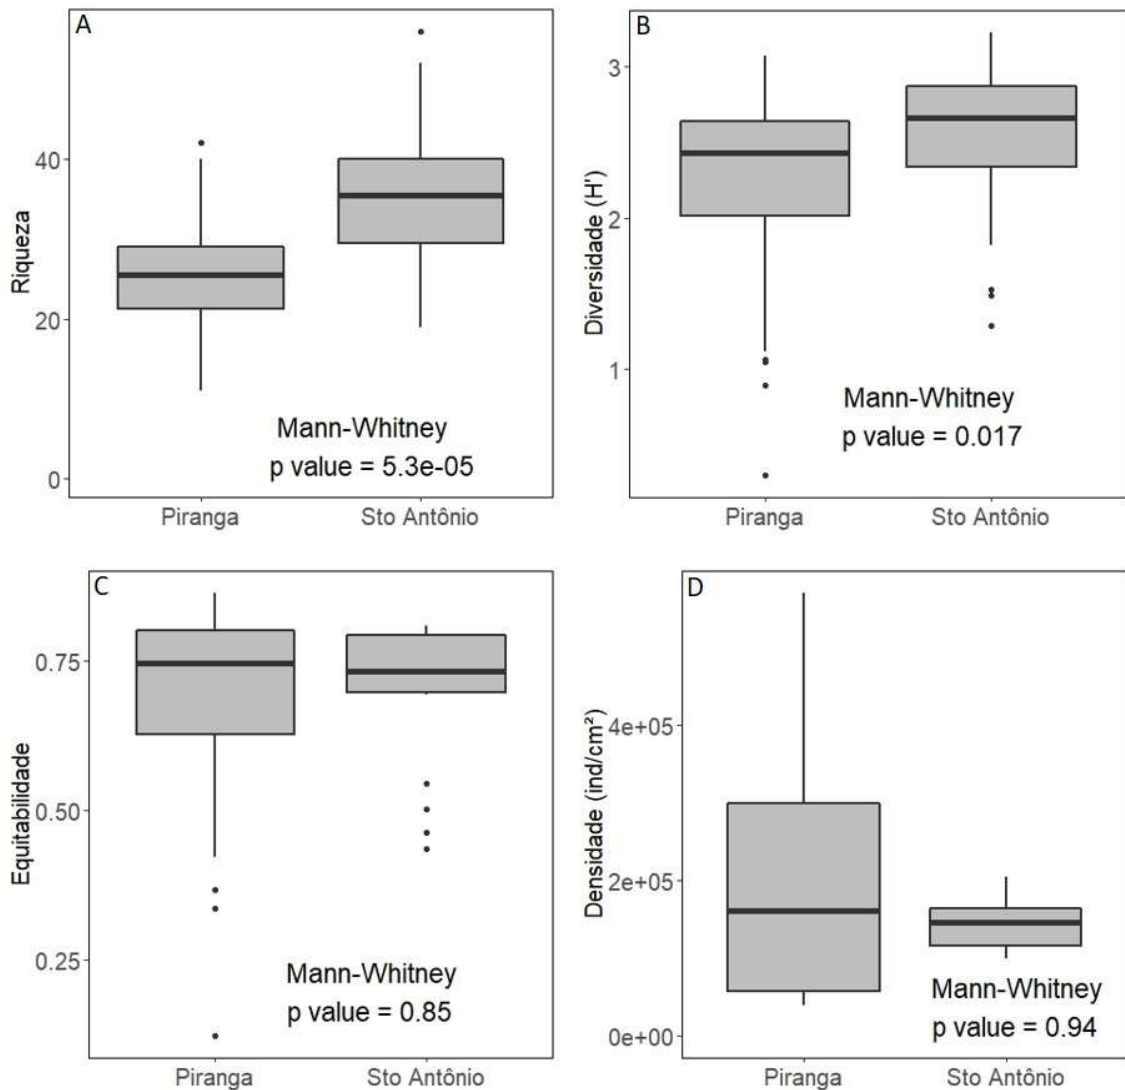 A
Riqueza
40
20
0
Mann-Whitney
p value = 5.3e-05
Piranga
Sto Antônio
B
Diversidade (H')
3
2
1
Mann-Whitney
p value = 0.017
Piranga
Sto Antônio
C
Equitabilidade
0.75
0.50
0.25
Mann-Whitney
p value = 0.85
Piranga
Sto Antônio
D
Densidade (ind/cm²)
4e+05
2e+05
0e+00
Mann-Whitney
p value = 0.94
Piranga
Sto Antônio